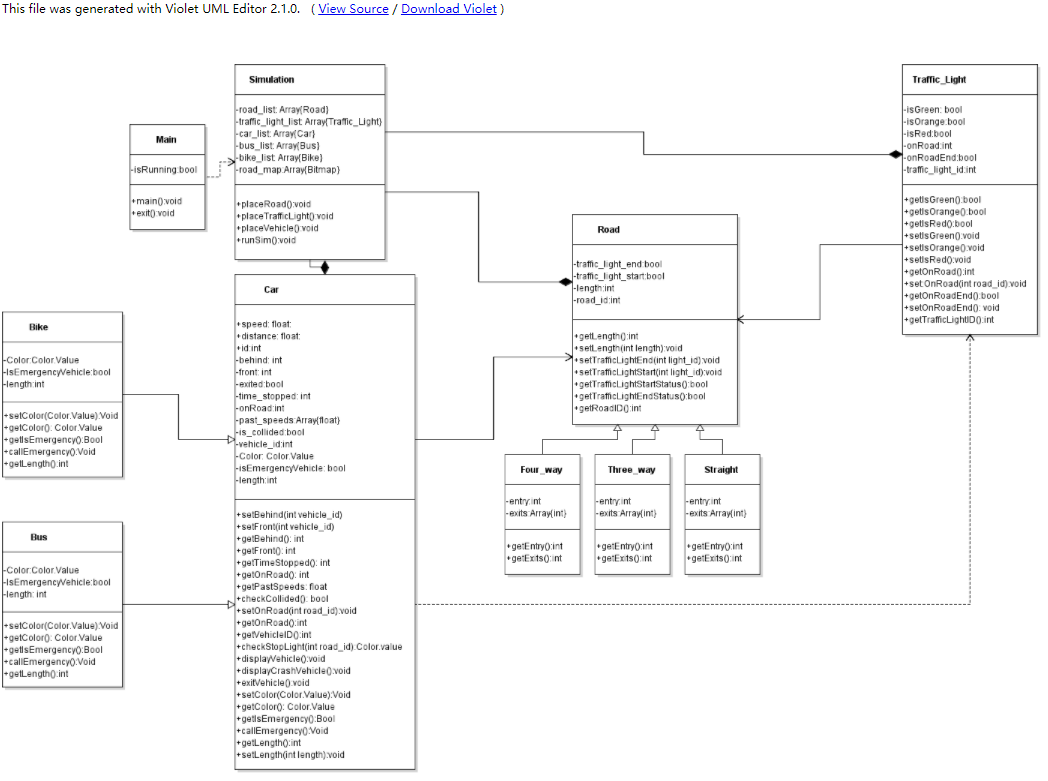 This file was generated with Violet UML Editor 2.1.0.   ( View Source / Download Violet )
Simulation
-road_list: Array{Road}
-traffic_light_list: Array{Traffic_Light}
-car_list: Array{Car}
-bus_list: Array{Bus}
-bike_list: Array{Bike}
-road_map:Array{Bitmap}
+placeRoad():void
+placeTrafficLight():void
+placeVehicle():void
+runSim():void
Main
-isRunning:bool
+main():void
+exit():void
Traffic_Light
-isGreen: bool
-isOrange:bool
-isRed:bool
-onRoad:int
-onRoadEnd:bool
-traffic_light_id:int
+getIsGreen():bool
+getIsOrange():bool
+getIsRed():bool
+setIsGreen():void
+setIsOrange():void
+setIsRed():void
+getOnRoad():int
+set:OnRoad(int road_id):void
+getOnRoadEnd():bool
+setOnRoadEnd(): void
+getTrafficLightID():int
Road
-traffic_light_end:bool
-traffic_light_start:bool
-length:int
-road_id:int
+getLength():int
+setLength(int length):void
+setTrafficLightEnd(int light_id):void
+setTrafficLightStart(int light_id):void
+getTrafficLightStartStatus():bool
+getTrafficLightEndStatus():bool
+getRoadID():int
Car
+speed: float:
+distance: float:
+id:int
-behind: int
-front: int
-exited:bool
-time_stopped: int
-onRoad:int
-past_speeds:Array{float}
-is_collided:bool
-vehicle_id:int
-Color: Color.Value
-isEmergencyVehicle: bool
-length:int
+setBehind(int vehicle_id)
+setFront(int vehicle_id)
+getBehind(): int
+getFront(): int
+getTimeStopped(): int
+getOnRoad(): int
+getPastSpeeds: float
+checkCollided(): bool
+setOnRoad(int road_id):void
+getOnRoad():int
+getVehicleID():int
+checkStopLight(int road_id):Color.value
+displayVehicle():void
+displayCrashVehicle():void
+exitVehicle():void
+setColor(Color.Value):Void
+getColor(): Color.Value
+getIsEmergency():Bool
+callEmergency():Void
+getLength():int
+setLength(int length):void
Bike
-Color:Color.Value
-IsEmergencyVehicle:bool
-length:int
+setColor(Color.Value):Void
+getColor(): Color.Value
+getIsEmergency():Bool
+callEmergency():Void
+getLength():int
Bus
-Color:Color.Value
-IsEmergencyVehicle:bool
-length: int
+setColor(Color.Value):Void
+getColor(): Color.Value
+getIsEmergency():Bool
+callEmergency():Void
+getLength():int
Four_way
-entry:int
-exits:Array{int}
+getEntry():int
+getExits():int
Three_way
-entry:int
-exits:Array{int}
+getEntry():int
+getExits():int
Straight
-entry:int
-exits:Array{int}
+getEntry():int
+getExits():int